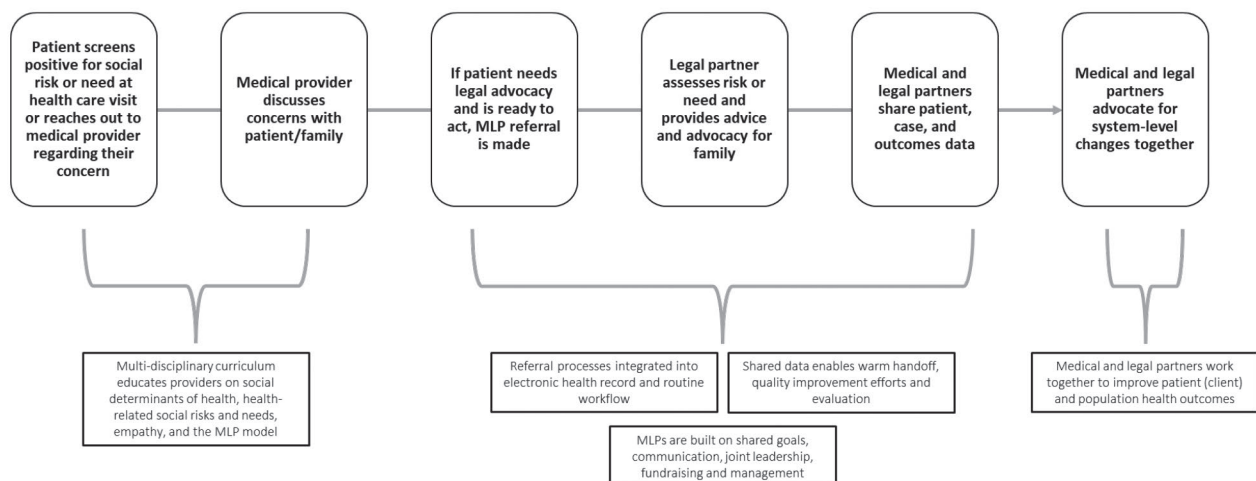 Patient screens
positive for social
risk or need at
health care visit
or reaches out to
medical provider
regarding their
concern
Medical provider
discusses
concerns with
patient/family
If patient needs
legal advocacy
and is ready to
act, MLP referral
is made
Legal partner
assesses risk or
need and
provides advice
and advocacy for
family
Medical and
legal partners
share patient,
case, and
outcomes data
Medical and legal
partners
advocate for
system-level
changes together
Multi-disciplinary curriculum
educates providers on social
determinants of health, health-
related social risks and needs,
empathy, and the MLP model
Referral processes integrated into
electronic health record and routine
workflow
Shared data enables warm handoff,
quality improvement efforts and
evaluation
MLPs are built on shared goals,
communication, joint leadership,
fundraising and management
Medical and legal partners work
together to improve patient (client)
and population health outcomes